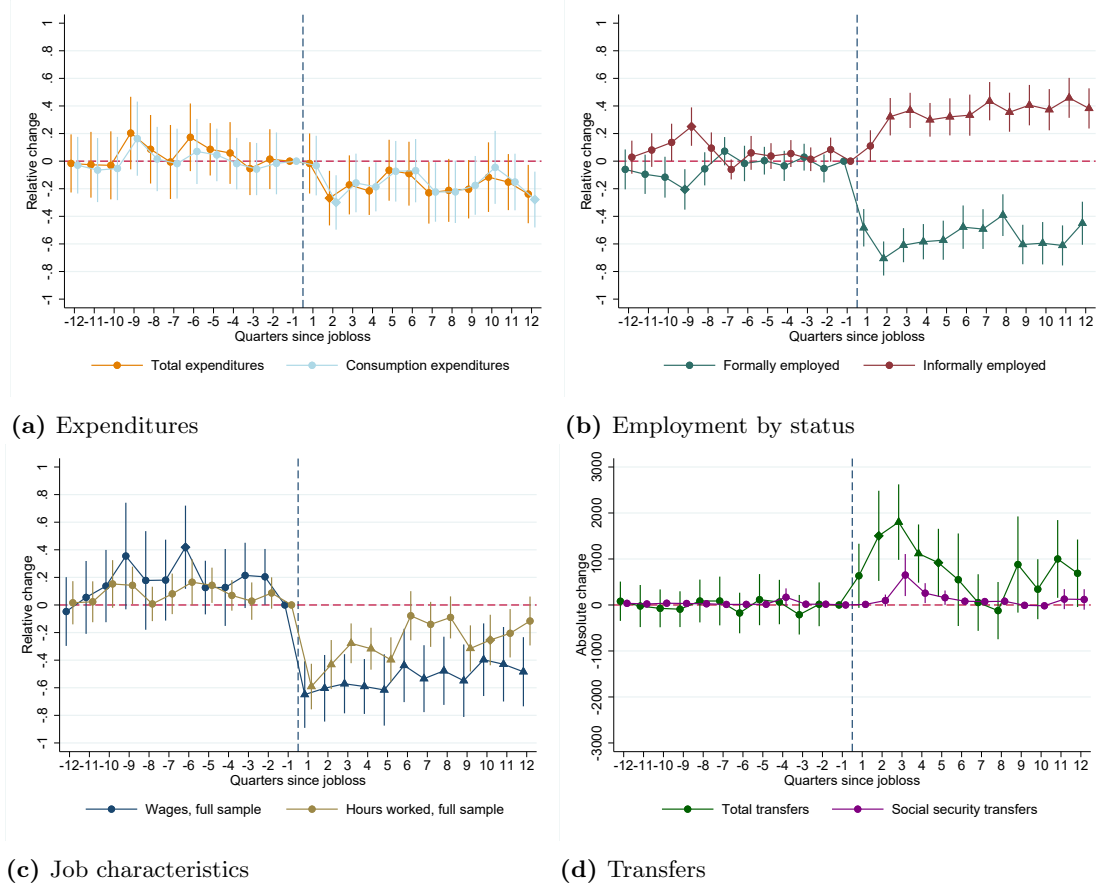 1
.8
.6
.4
.2
0
-.2
-.4
-.6
-.8
-1
Relative change
-12 -11 -10 -9 -8 -7 -6 -5 -4 -3 -2 -1 1 2 3 4 5 6 7 8 9 10 11 12
Quarters since jobloss
Total expenditures Consumption expenditures
(a) Expenditures
1
.8
.6
.4
.2
0
-.2
-.4
-.6
-.8
-1
Relative change
-12 -11 -10 -9 -8 -7 -6 -5 -4 -3 -2 -1 1 2 3 4 5 6 7 8 9 10 11 12
Quarters since jobloss
Formally employed Informally employed
(b) Employment by status
1
.8
.6
.4
.2
0
-.2
-.4
-.6
-.8
-1
Relative change
-12 -11 -10 -9 -8 -7 -6 -5 -4 -3 -2 -1 1 2 3 4 5 6 7 8 9 10 11 12
Quarters since jobloss
Wages, full sample Hours worked, full sample
(c) Job characteristics
3000
2000
1000
0
-1000
-2000
-3000
Absolute change
-12 -11 -10 -9 -8 -7 -6 -5 -4 -3 -2 -1 1 2 3 4 5 6 7 8 9 10 11 12
Quarters since jobloss
Total transfers Social security transfers
(d) Transfers